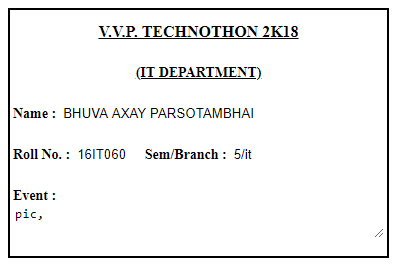 V.V.P. TECHNOTHON 2K18
(IT DEPARTMENT)
Name : BHUVA AXAY PARSOTAMBHAI
Roll No. : 16IT060 Sem/Branch : 5/it
Event :
pic,